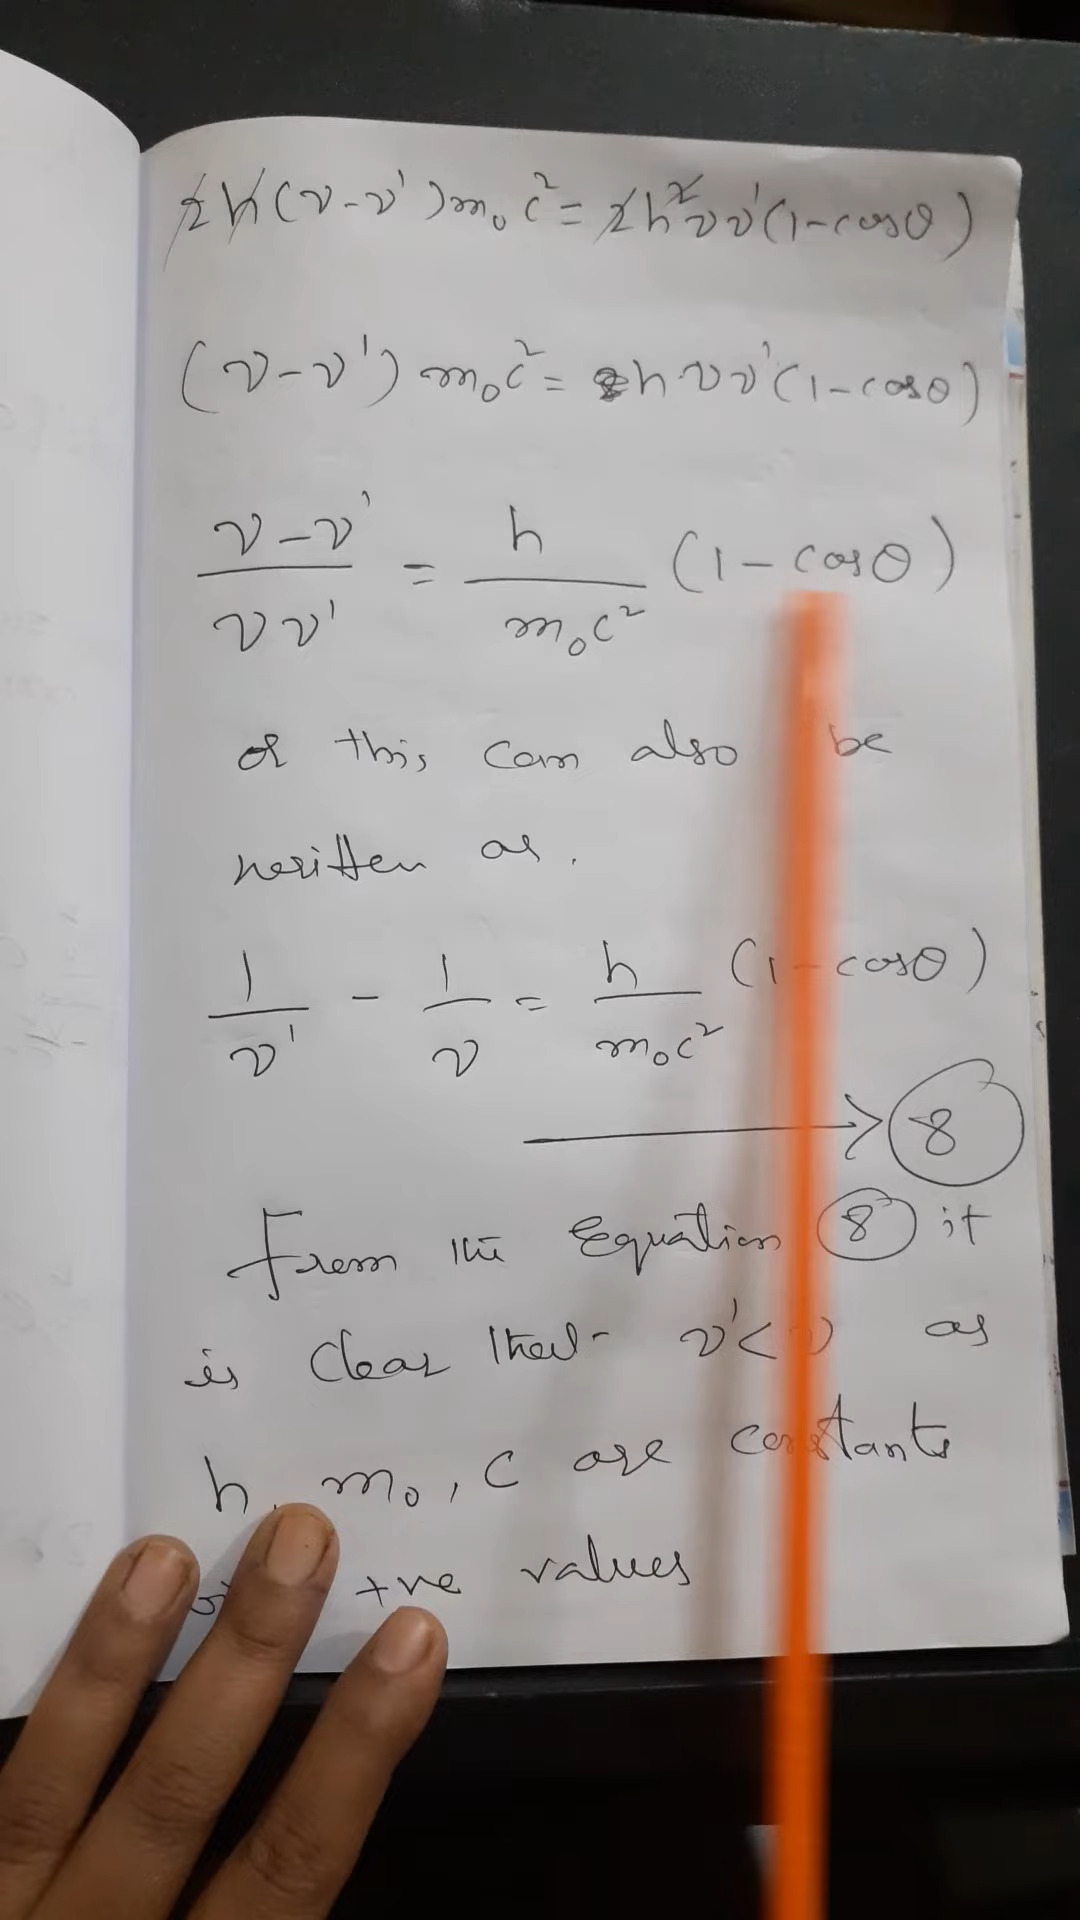 2h(ν-ν')m₀c²=2h²νν'(1-cosθ)
(ν-ν')m₀c²=hνν'(1-cosθ)
ν-ν'/νν' = h/m₀c² (1-cosθ)
or this can also be
written as.
1/ν' - 1/ν = h/m₀c² (1-cosθ)
→ 8
From the Equation 8 it
is clear that ν'<ν as
h, m₀, c are constants
+ve values